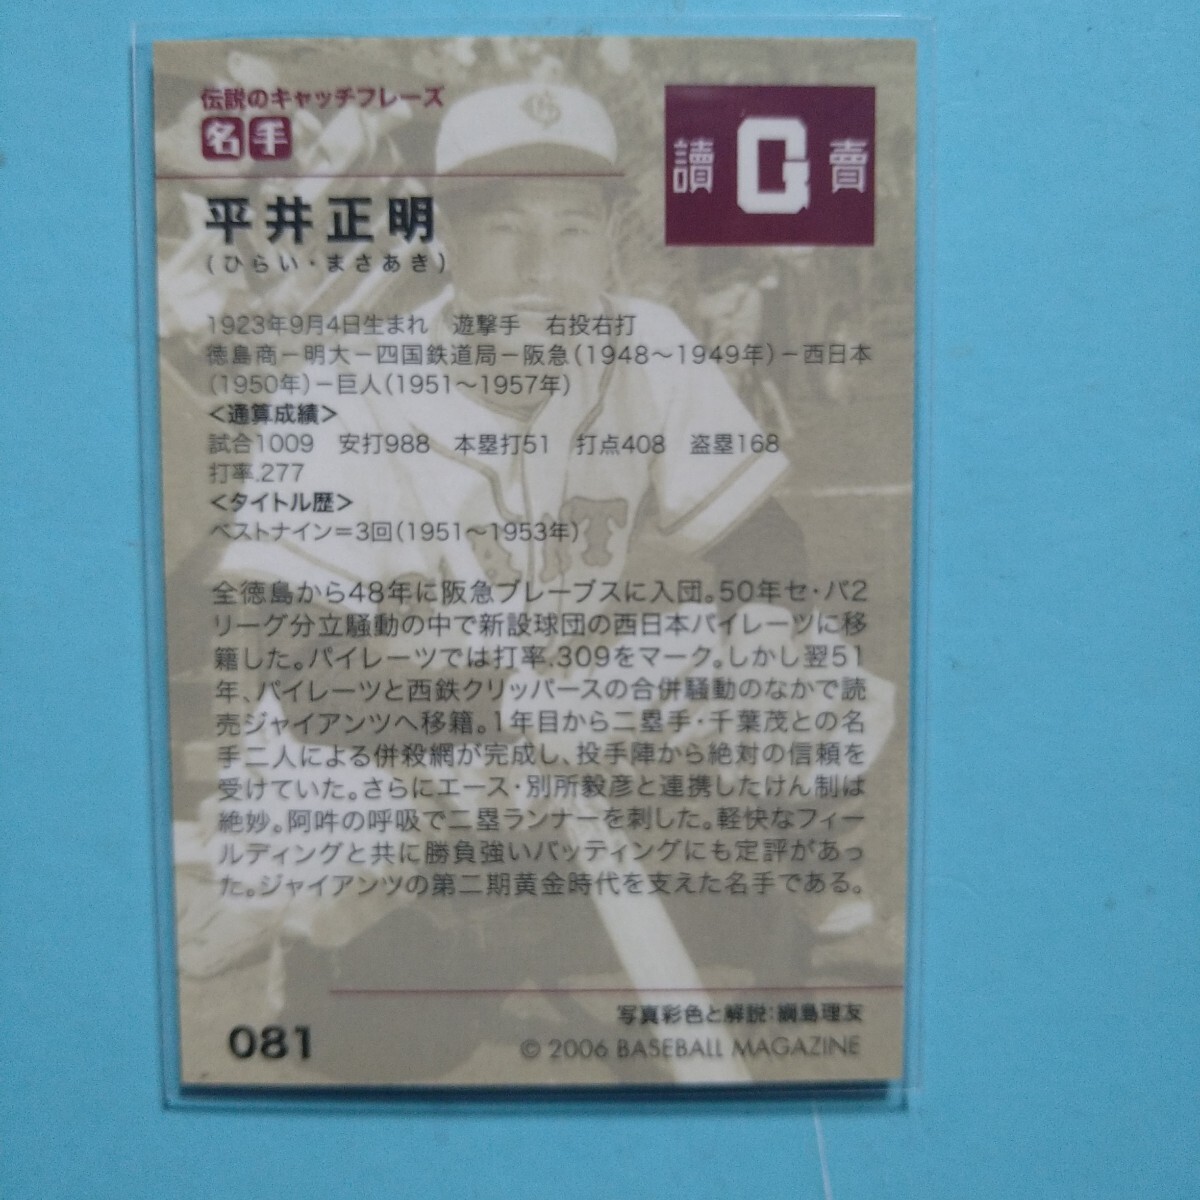 伝説のキャッチフレーズ
名手
讀 G 賣
平井正明
(ひらい・まさあき)
1923年9月4日生まれ　遊撃手　右投右打
徳島商－明大－四国鉄道局－阪急(1948～1949年)－西日本
(1950年)－巨人(1951～1957年)
<通算成績>
試合1009　安打988　本塁打51　打点408　盗塁168
打率.277
<タイトル歴>
ベストナイン=3回(1951～1953年)
全徳島から48年に阪急ブレーブスに入団。50年セ・パ2
リーグ分立騒動の中で新設球団の西日本パイレーツに移
籍した。パイレーツでは打率.309をマーク。しかし翌51
年、パイレーツと西鉄クリッパースの合併騒動のなかで読
売ジャイアンツへ移籍。1年目から二塁手・千葉茂との名
手二人による併殺網が完成し、投手陣から絶対の信頼を
受けていた。さらにエース・別所毅彦と連携したけん制は
絶妙。阿吽の呼吸で二塁ランナーを刺した。軽快なフィー
ルディングと共に勝負強いバッティングにも定評があっ
た。ジャイアンツの第二期黄金時代を支えた名手である。
写真彩色と解説:綱島理友
081
© 2006 BASEBALL MAGAZINE